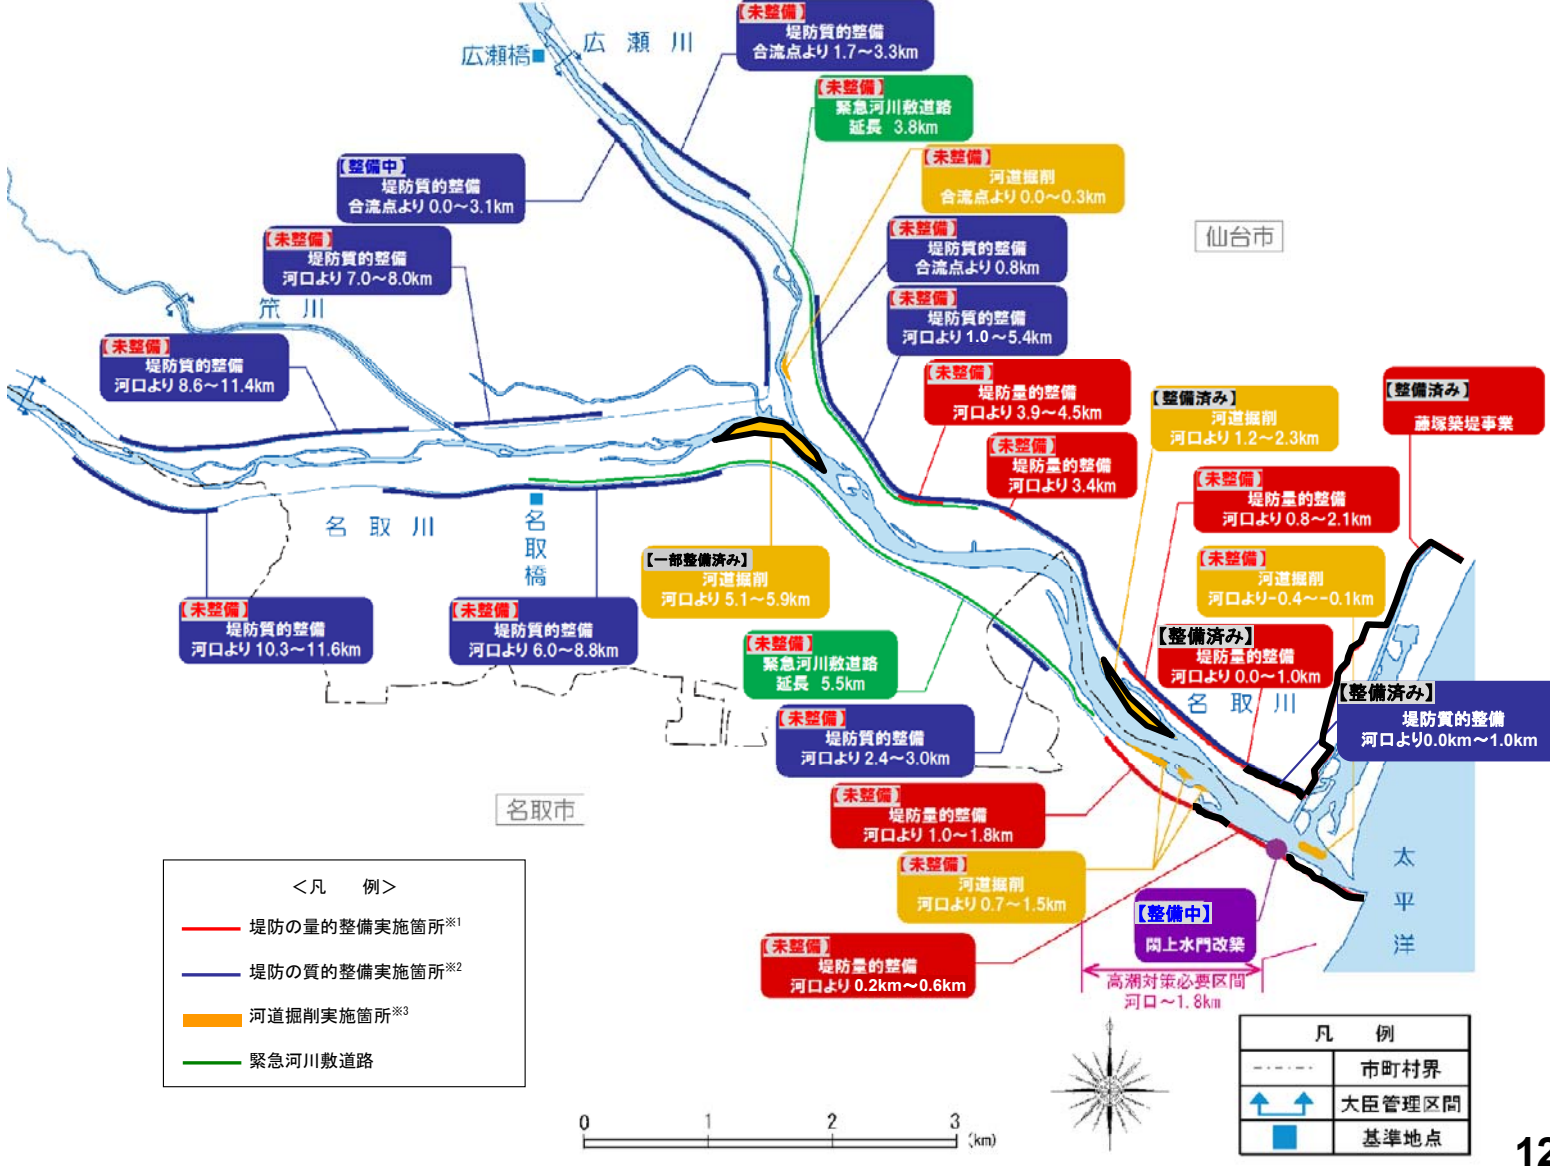 【未整備】
堤防質的整備
合流点より 1.7～3.3km
広瀬橋
広瀬川
【未整備】
緊急河川敷道路
延長 3.8km
【未整備】
河道掘削
合流点より 0.0～0.3km
【整備中】
堤防質的整備
合流点より 0.0～3.1km
【未整備】
堤防質的整備
合流点より 0.8km
仙台市
【未整備】
堤防質的整備
河口より 7.0～8.0km
笊川
【未整備】
堤防質的整備
河口より 1.0～5.4km
【未整備】
堤防質的整備
河口より 8.6～11.4km
【未整備】
堤防量的整備
河口より 3.9～4.5km
【整備済み】
河道掘削
河口より 1.2～2.3km
【整備済み】
藤塚築堤事業
【未整備】
堤防量的整備
河口より 3.4km
【未整備】
堤防量的整備
河口より 0.8～2.1km
名取川
名取橋
【一部整備済み】
河道掘削
河口より 5.1～5.9km
【未整備】
河道掘削
河口より-0.4～-0.1km
【未整備】
堤防質的整備
河口より 10.3～11.6km
【未整備】
堤防質的整備
河口より 6.0～8.8km
【未整備】
緊急河川敷道路
延長 5.5km
【整備済み】
堤防量的整備
河口より 0.0～1.0km
名取川
【整備済み】
堤防質的整備
河口より0.0km～1.0km
【未整備】
堤防質的整備
河口より 2.4～3.0km
名取市
【未整備】
堤防量的整備
河口より 1.0～1.8km
【未整備】
河道掘削
河口より 0.7～1.5km
【整備中】
閖上水門改築
【未整備】
堤防量的整備
河口より 0.2km～0.6km
高潮対策必要区間
河口～1.8km
太平洋
＜凡 例＞
堤防の量的整備実施箇所※1
堤防の質的整備実施箇所※2
河道掘削実施箇所※3
緊急河川敷道路
0 1 2 3 (km)
凡 例
市町村界
大臣管理区間
基準地点
12